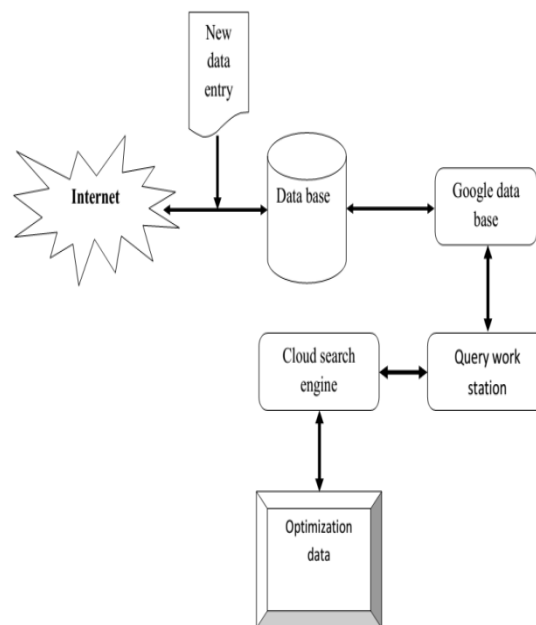 New
data
entry
Internet
Data base
Google data
base
Cloud search
engine
Query work
station
Optimization
data